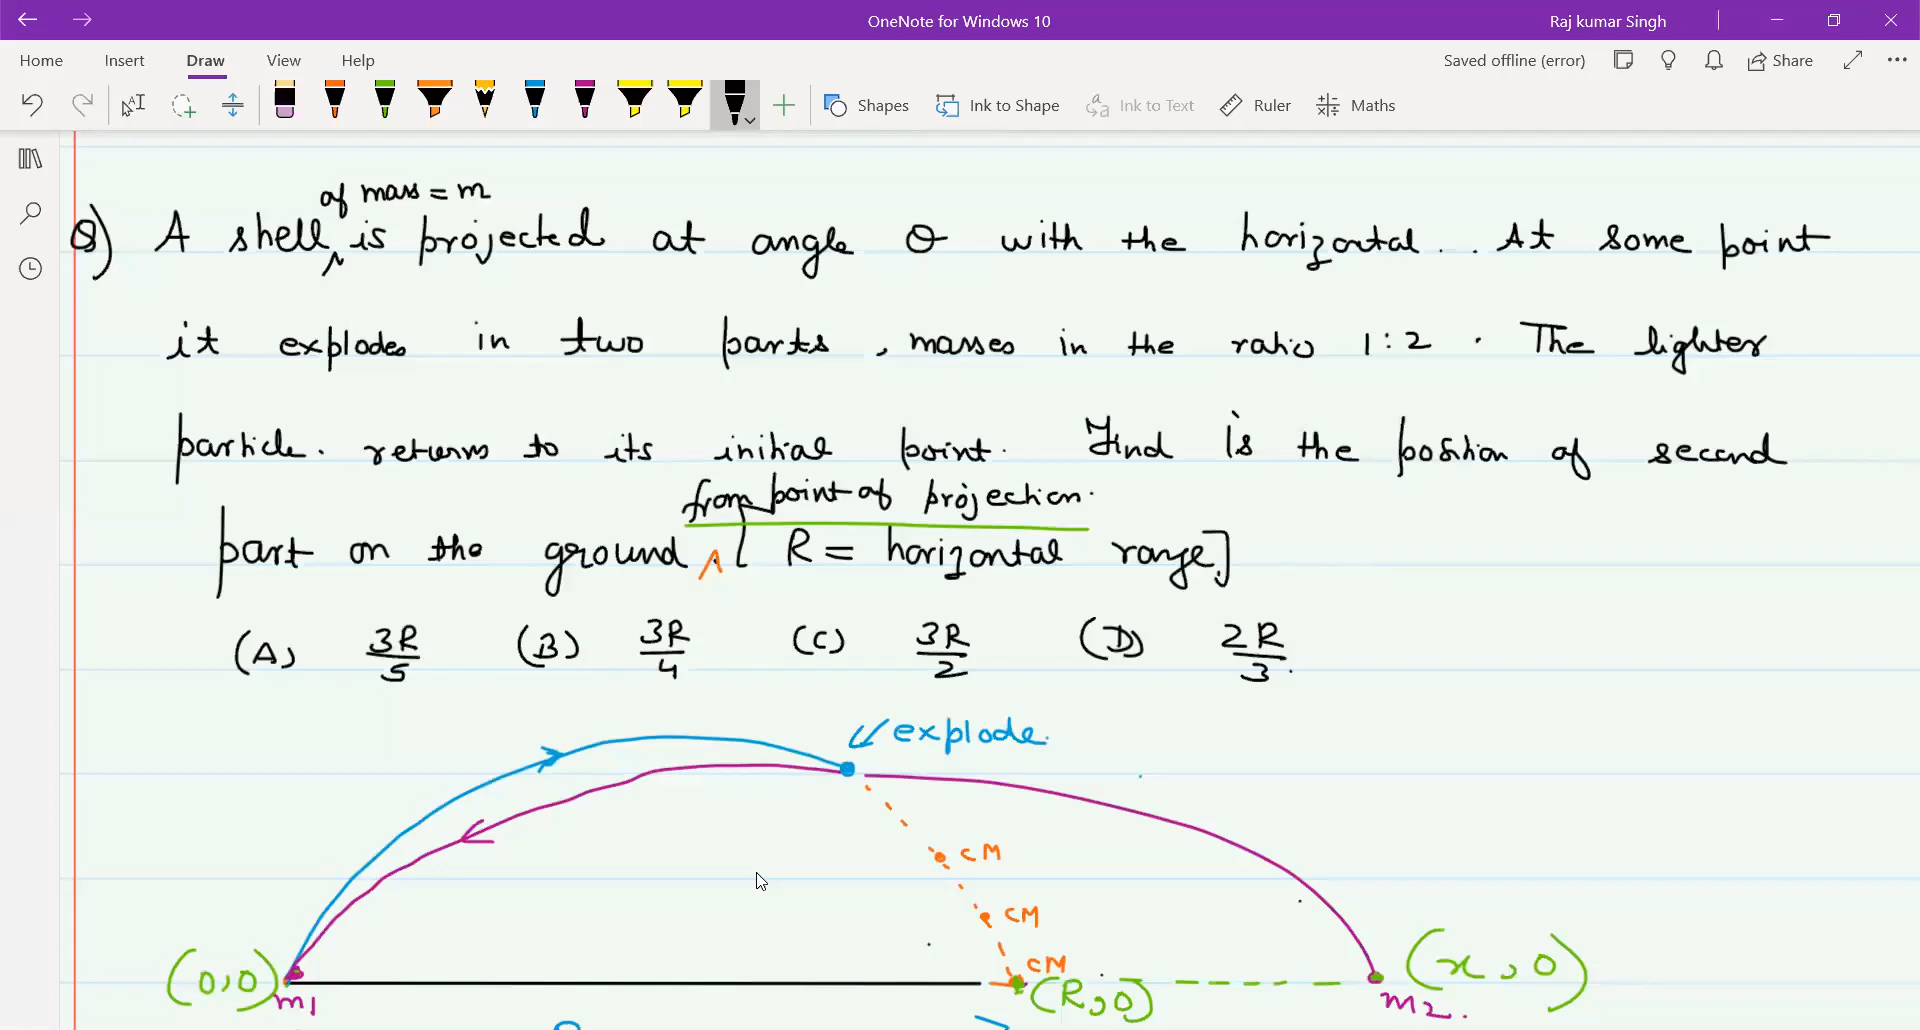 OneNote for Windows 10
Raj kumar Singh
Home Insert Draw View Help
Saved offline (error)
Share
Shapes
Ink to Shape
Ink to Text
Ruler
Maths
of mass = m
Q) A shell is projected at angle θ with the horizontal. . At some point
it explodes in two parts , masses in the ratio 1:2 . The lighter
particle. returns to its initial point. Find is the position of second
from point of projection.
part on the ground [ R = horizontal range]
(A) 3R/5 (B) 3R/4 (C) 3R/2 (D) 2R/3.
explode.
CM
CM
CM
(0,0)
m1
(R,0)
(x,0)
m2.